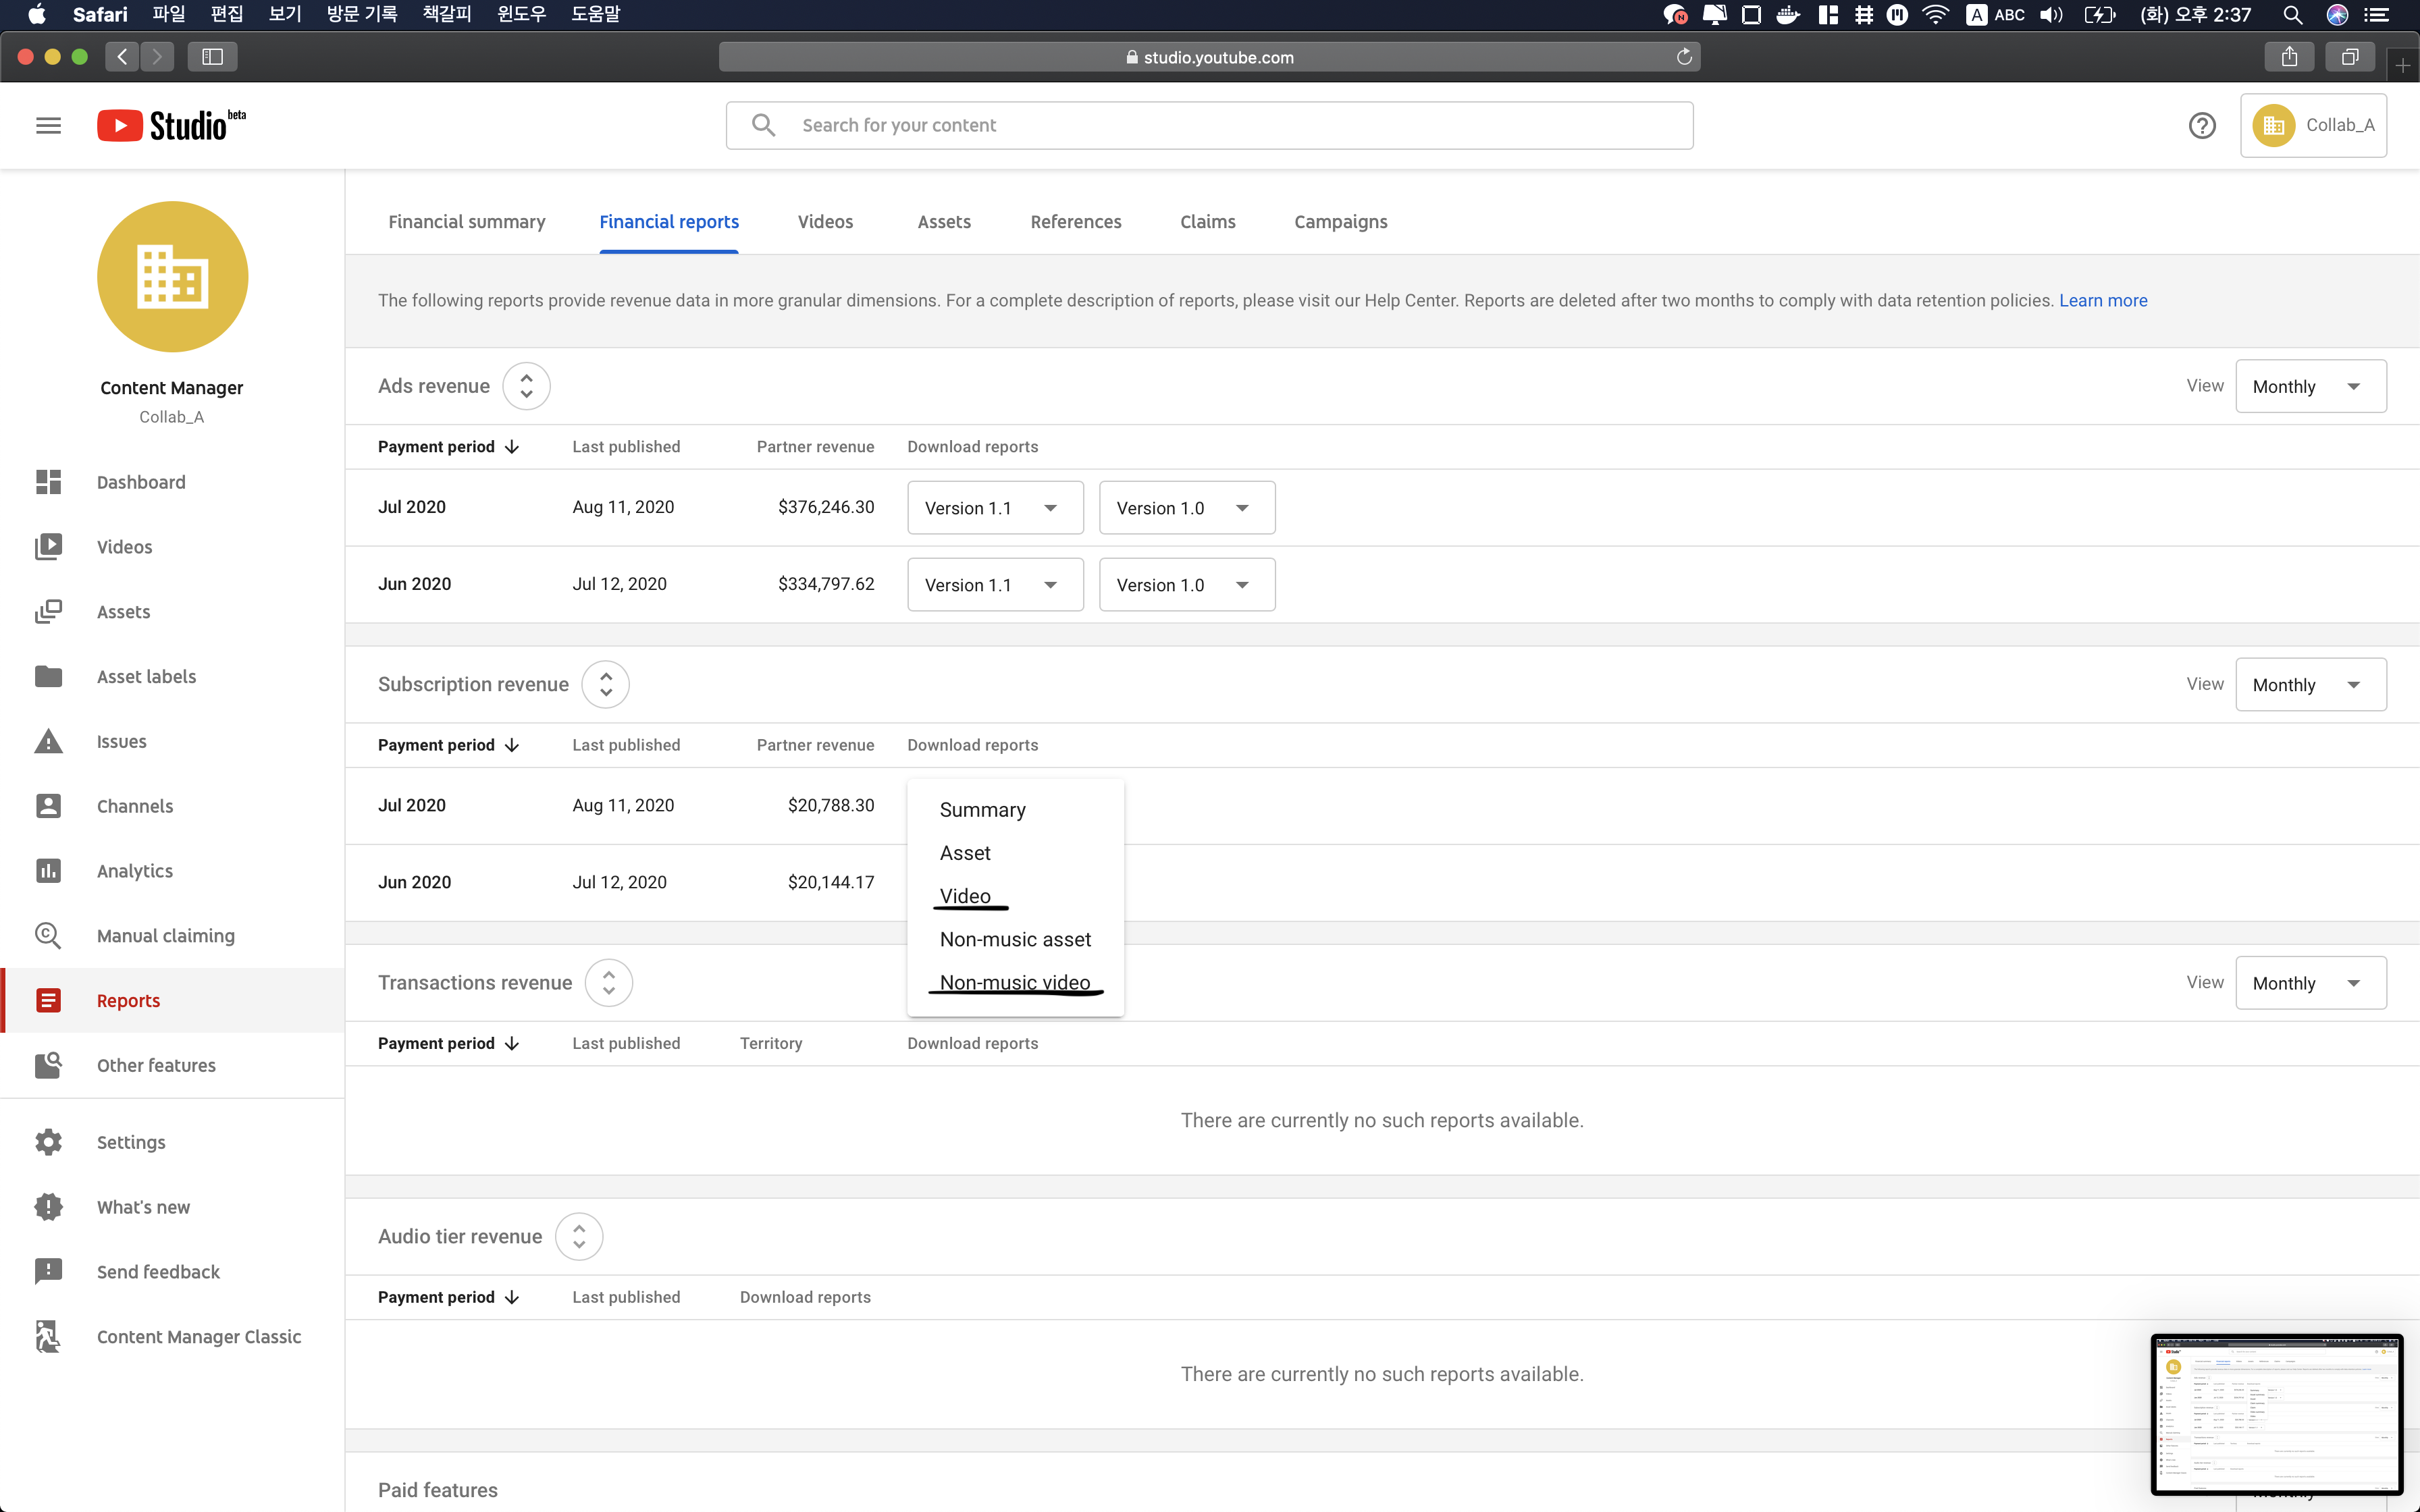 Safari 파일 편집 보기 방문 기록 책갈피 윈도우 도움말 A ABC (화) 오후 2:37
studio.youtube.com
Studio beta Search for your content Collab_A
Content Manager
Collab_A
Dashboard
Videos
Assets
Asset labels
Issues
Channels
Analytics
Manual claiming
Reports
Other features
Settings
What's new
Send feedback
Content Manager Classic
Financial summary Financial reports Videos Assets References Claims Campaigns
The following reports provide revenue data in more granular dimensions. For a complete description of reports, please visit our Help Center. Reports are deleted after two months to comply with data retention policies. Learn more
Ads revenue View Monthly
Payment period Last published Partner revenue Download reports
Jul 2020 Aug 11, 2020 $376,246.30 Version 1.1 Version 1.0
Jun 2020 Jul 12, 2020 $334,797.62 Version 1.1 Version 1.0
Subscription revenue View Monthly
Payment period Last published Partner revenue Download reports
Jul 2020 Aug 11, 2020 $20,788.30
Jun 2020 Jul 12, 2020 $20,144.17
Summary
Asset
Video
Non-music asset
Non-music video
Transactions revenue View Monthly
Payment period Last published Territory Download reports
There are currently no such reports available.
Audio tier revenue
Payment period Last published Download reports
There are currently no such reports available.
Paid features